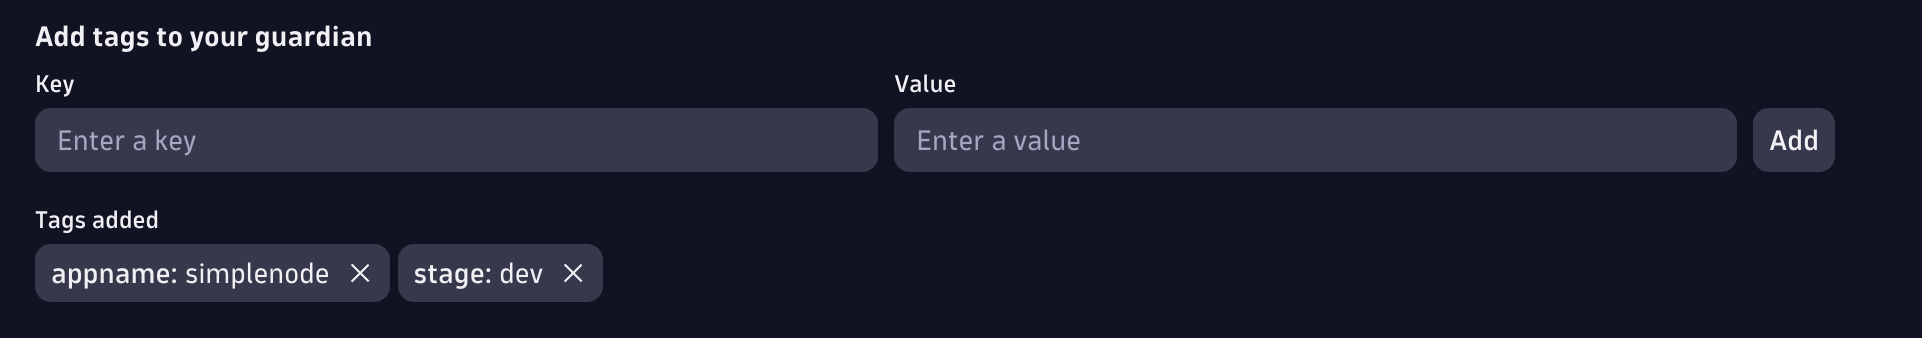 Add tags to your guardian
Key Value
Enter a key Enter a value Add
Tags added
appname: simplenode stage: dev